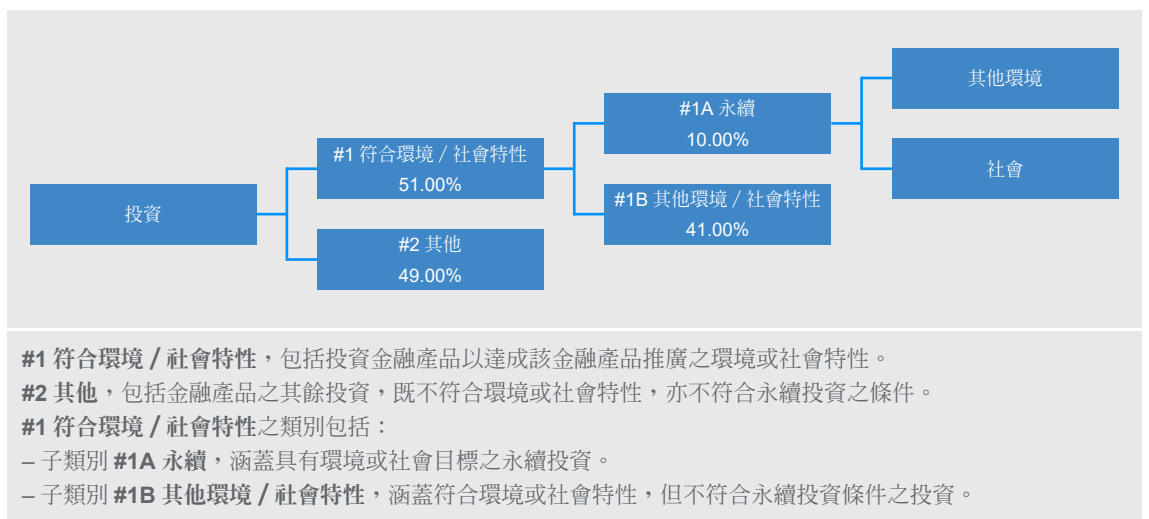 投資
#1 符合環境 / 社會特性
51.00%
#2 其他
49.00%
#1A 永續
10.00%
#1B 其他環境 / 社會特性
41.00%
其他環境
社會
#1 符合環境 / 社會特性，包括投資金融產品以達成該金融產品推廣之環境或社會特性。
#2 其他，包括金融產品之其餘投資，既不符合環境或社會特性，亦不符合永續投資之條件。
#1 符合環境 / 社會特性之類別包括：
– 子類別 #1A 永續，涵蓋具有環境或社會目標之永續投資。
– 子類別 #1B 其他環境 / 社會特性，涵蓋符合環境或社會特性，但不符合永續投資條件之投資。